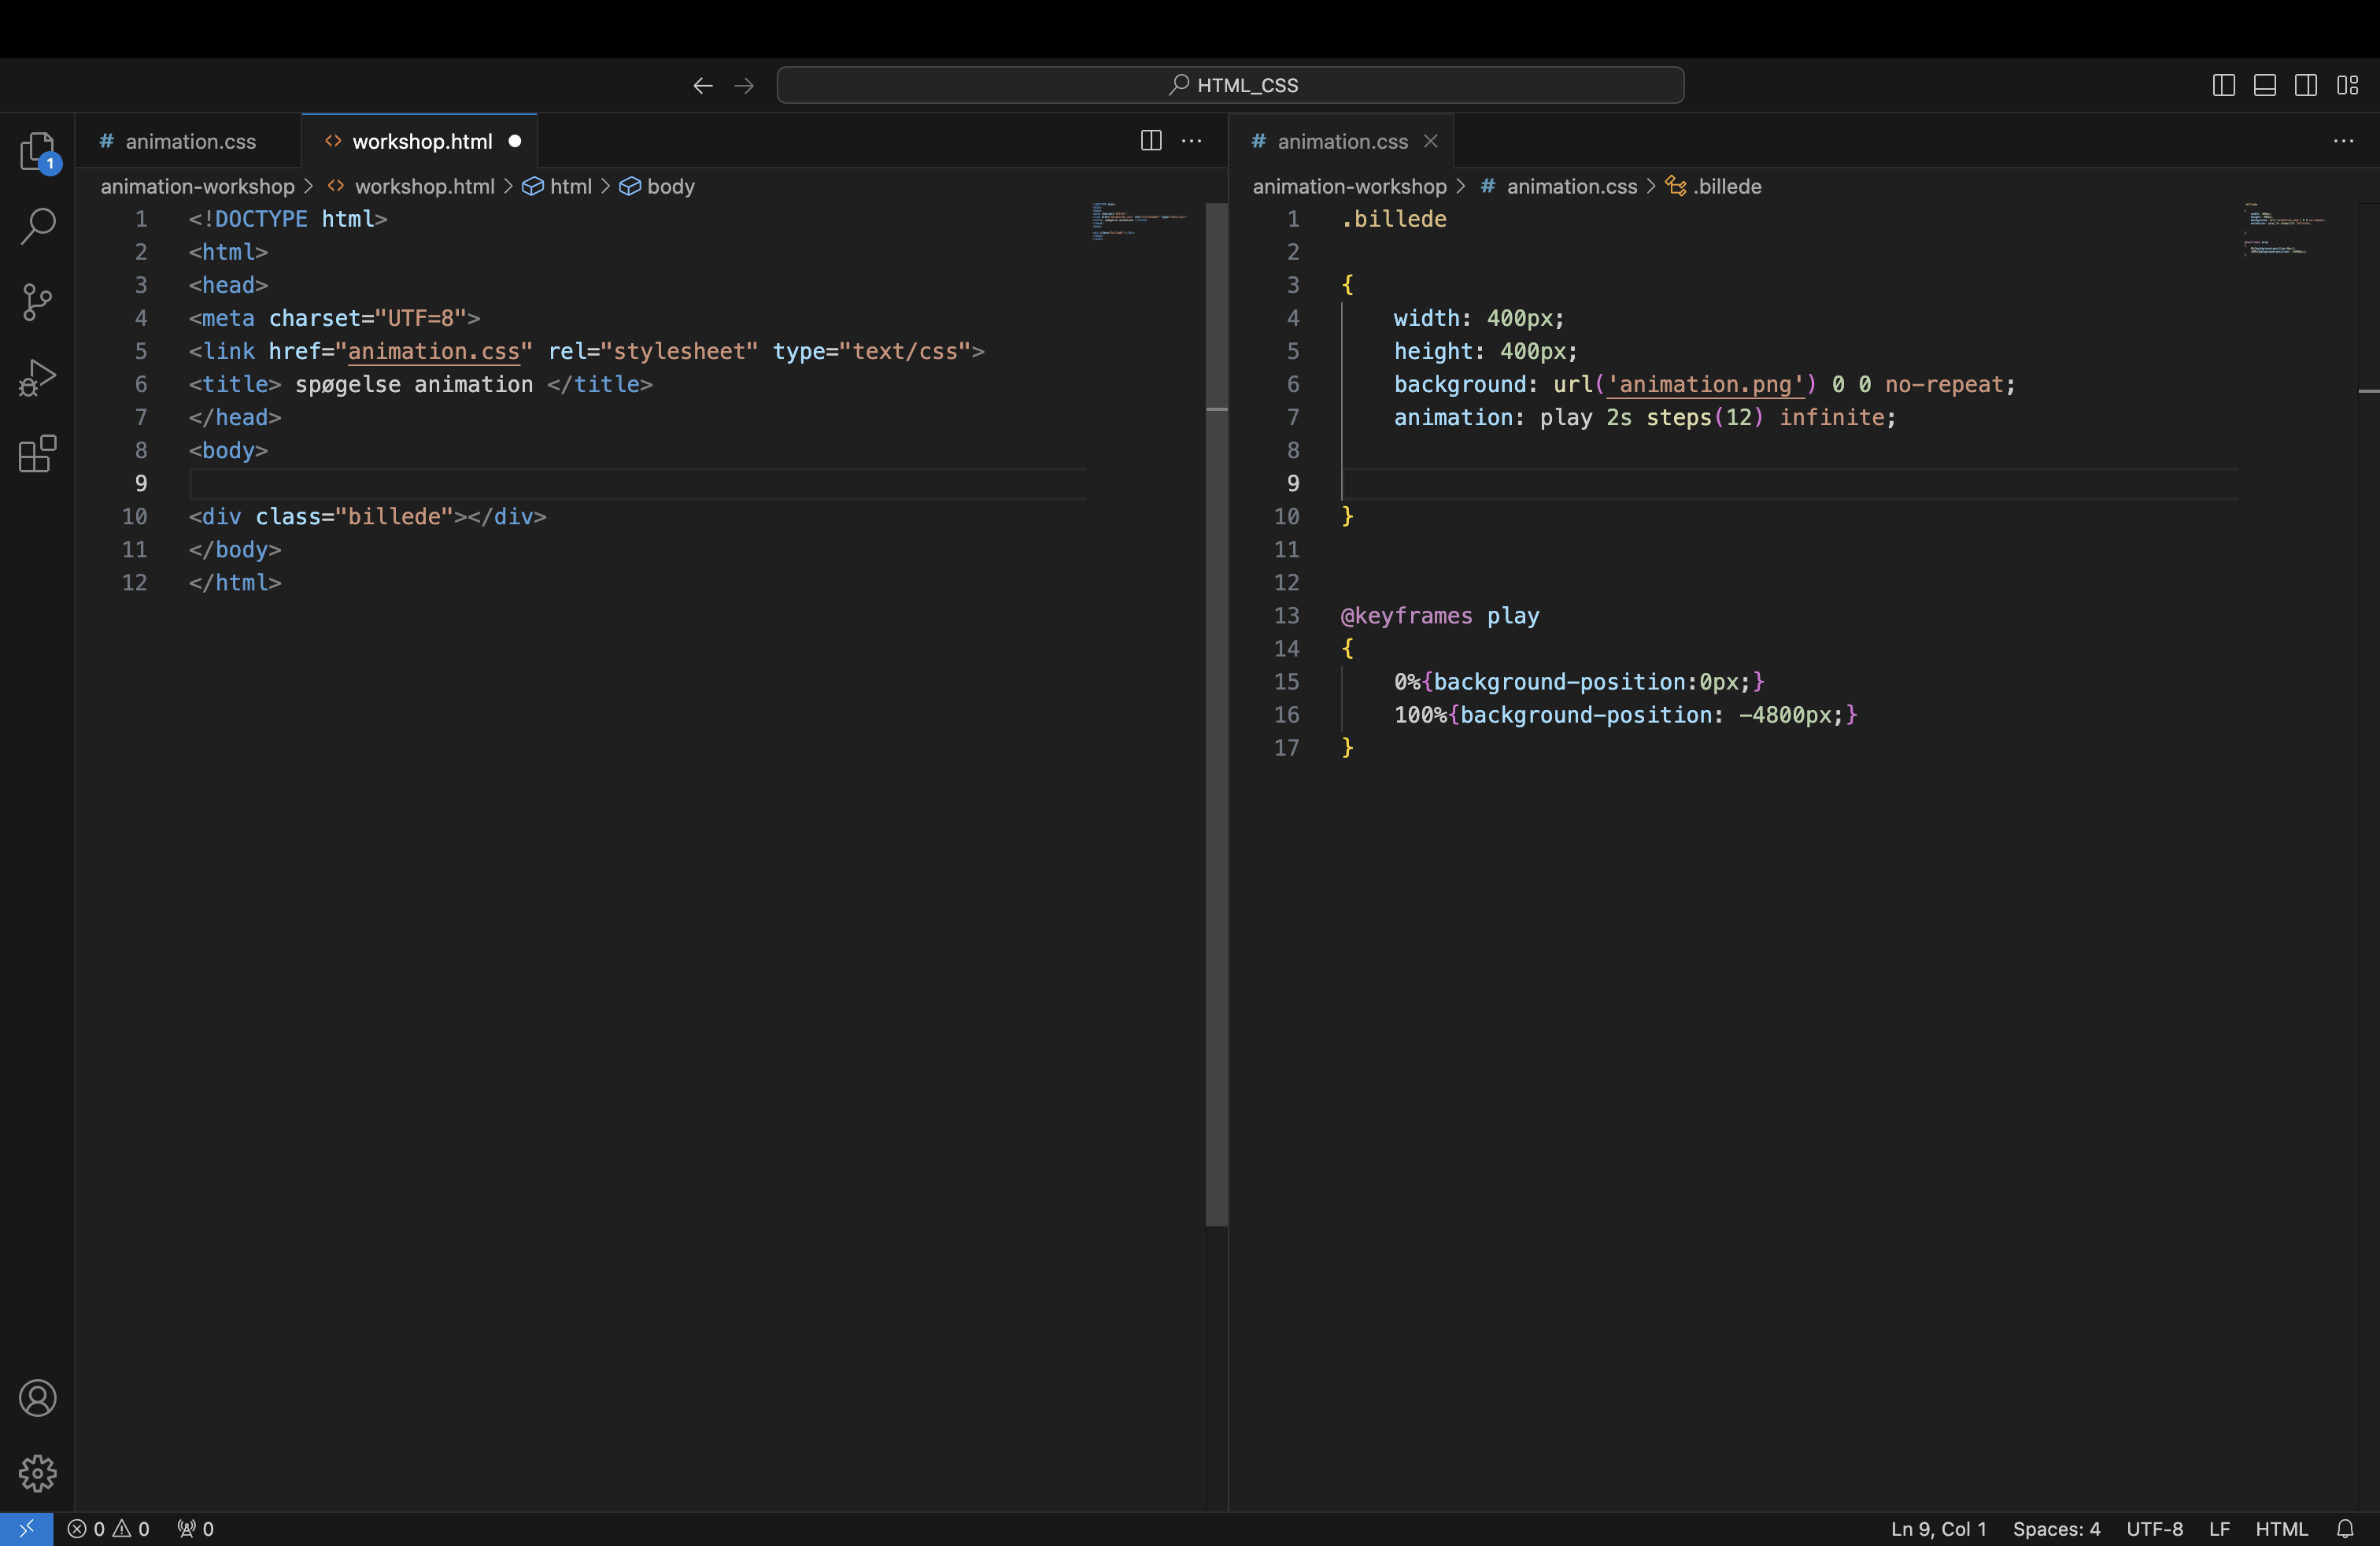 HTML_CSS
animation.css
workshop.html
1
animation-workshop > workshop.html > html > body
1 <!DOCTYPE html>
2 <html>
3 <head>
4 <meta charset="UTF=8">
5 <link href="animation.css" rel="stylesheet" type="text/css">
6 <title> spøgelse animation </title>
7 </head>
8 <body>
9
10 <div class="billede"></div>
11 </body>
12 </html>
animation.css
animation-workshop > animation.css > .billede
1 .billede
2
3 {
4 width: 400px;
5 height: 400px;
6 background: url('animation.png') 0 0 no-repeat;
7 animation: play 2s steps(12) infinite;
8
9
10 }
11
12
13 @keyframes play
14 {
15 0%{background-position:0px;}
16 100%{background-position: -4800px;}
17 }
0 0 0
Ln 9, Col 1 Spaces: 4 UTF-8 LF HTML